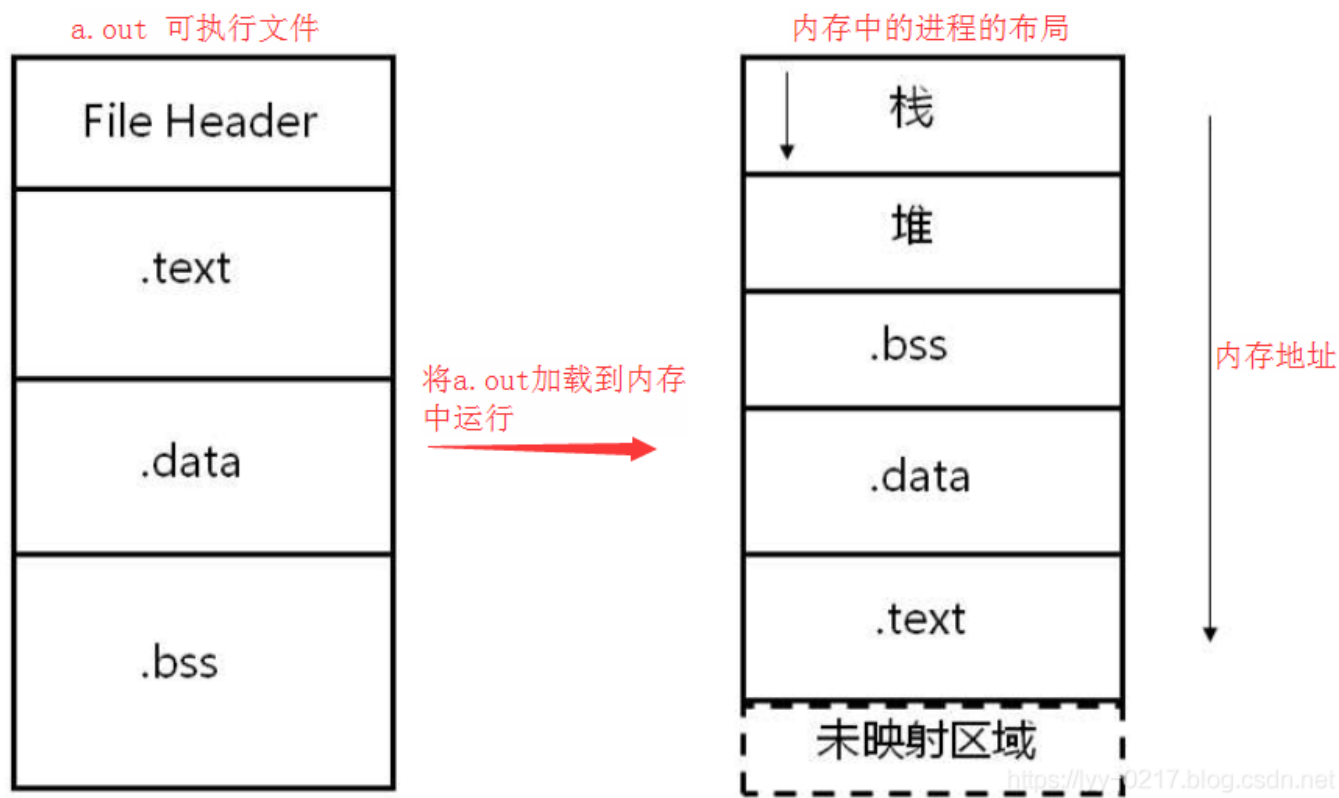 a.out 可执行文件
File Header
.text
.data
.bss
将a.out加载到内存
中运行
内存中的进程的布局
栈
堆
.bss
.data
.text
未映射区域
内存地址